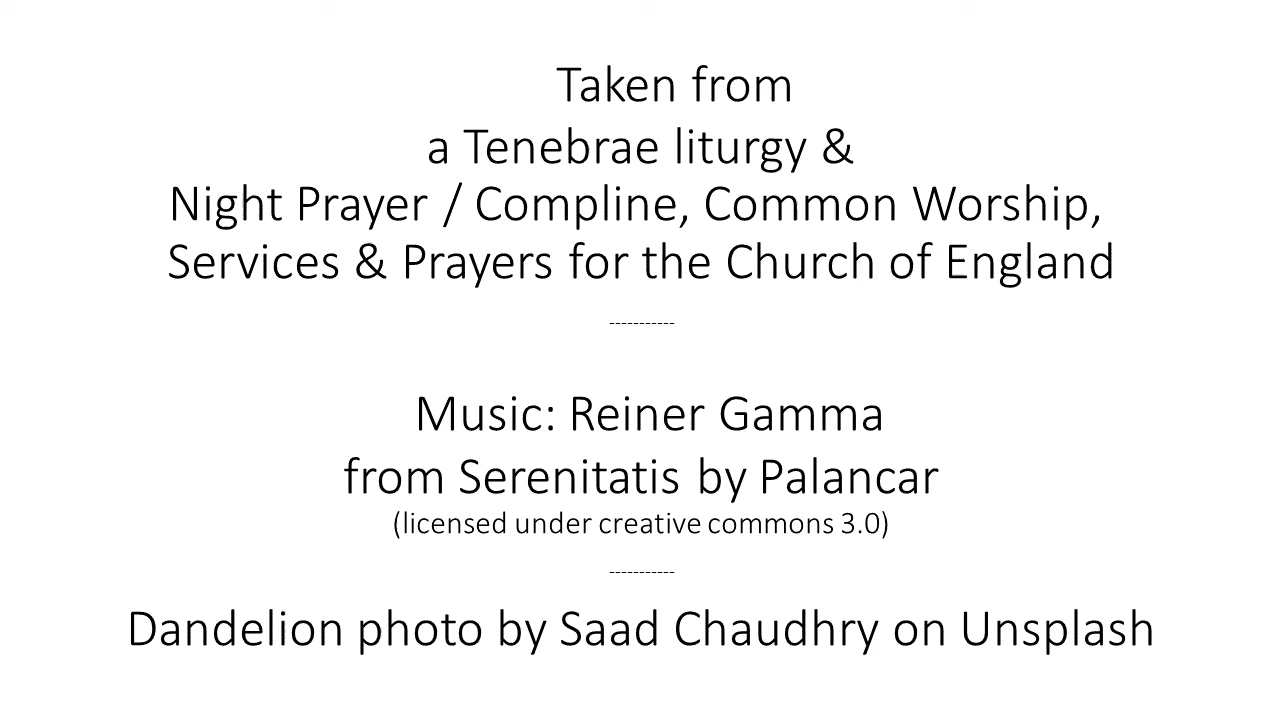 Taken from
a Tenebrae liturgy &
Night Prayer / Compline, Common Worship,
Services & Prayers for the Church of England
-----------
Music: Reiner Gamma
from Serenitatis by Palancar
(licensed under creative commons 3.0)
-----------
Dandelion photo by Saad Chaudhry on Unsplash